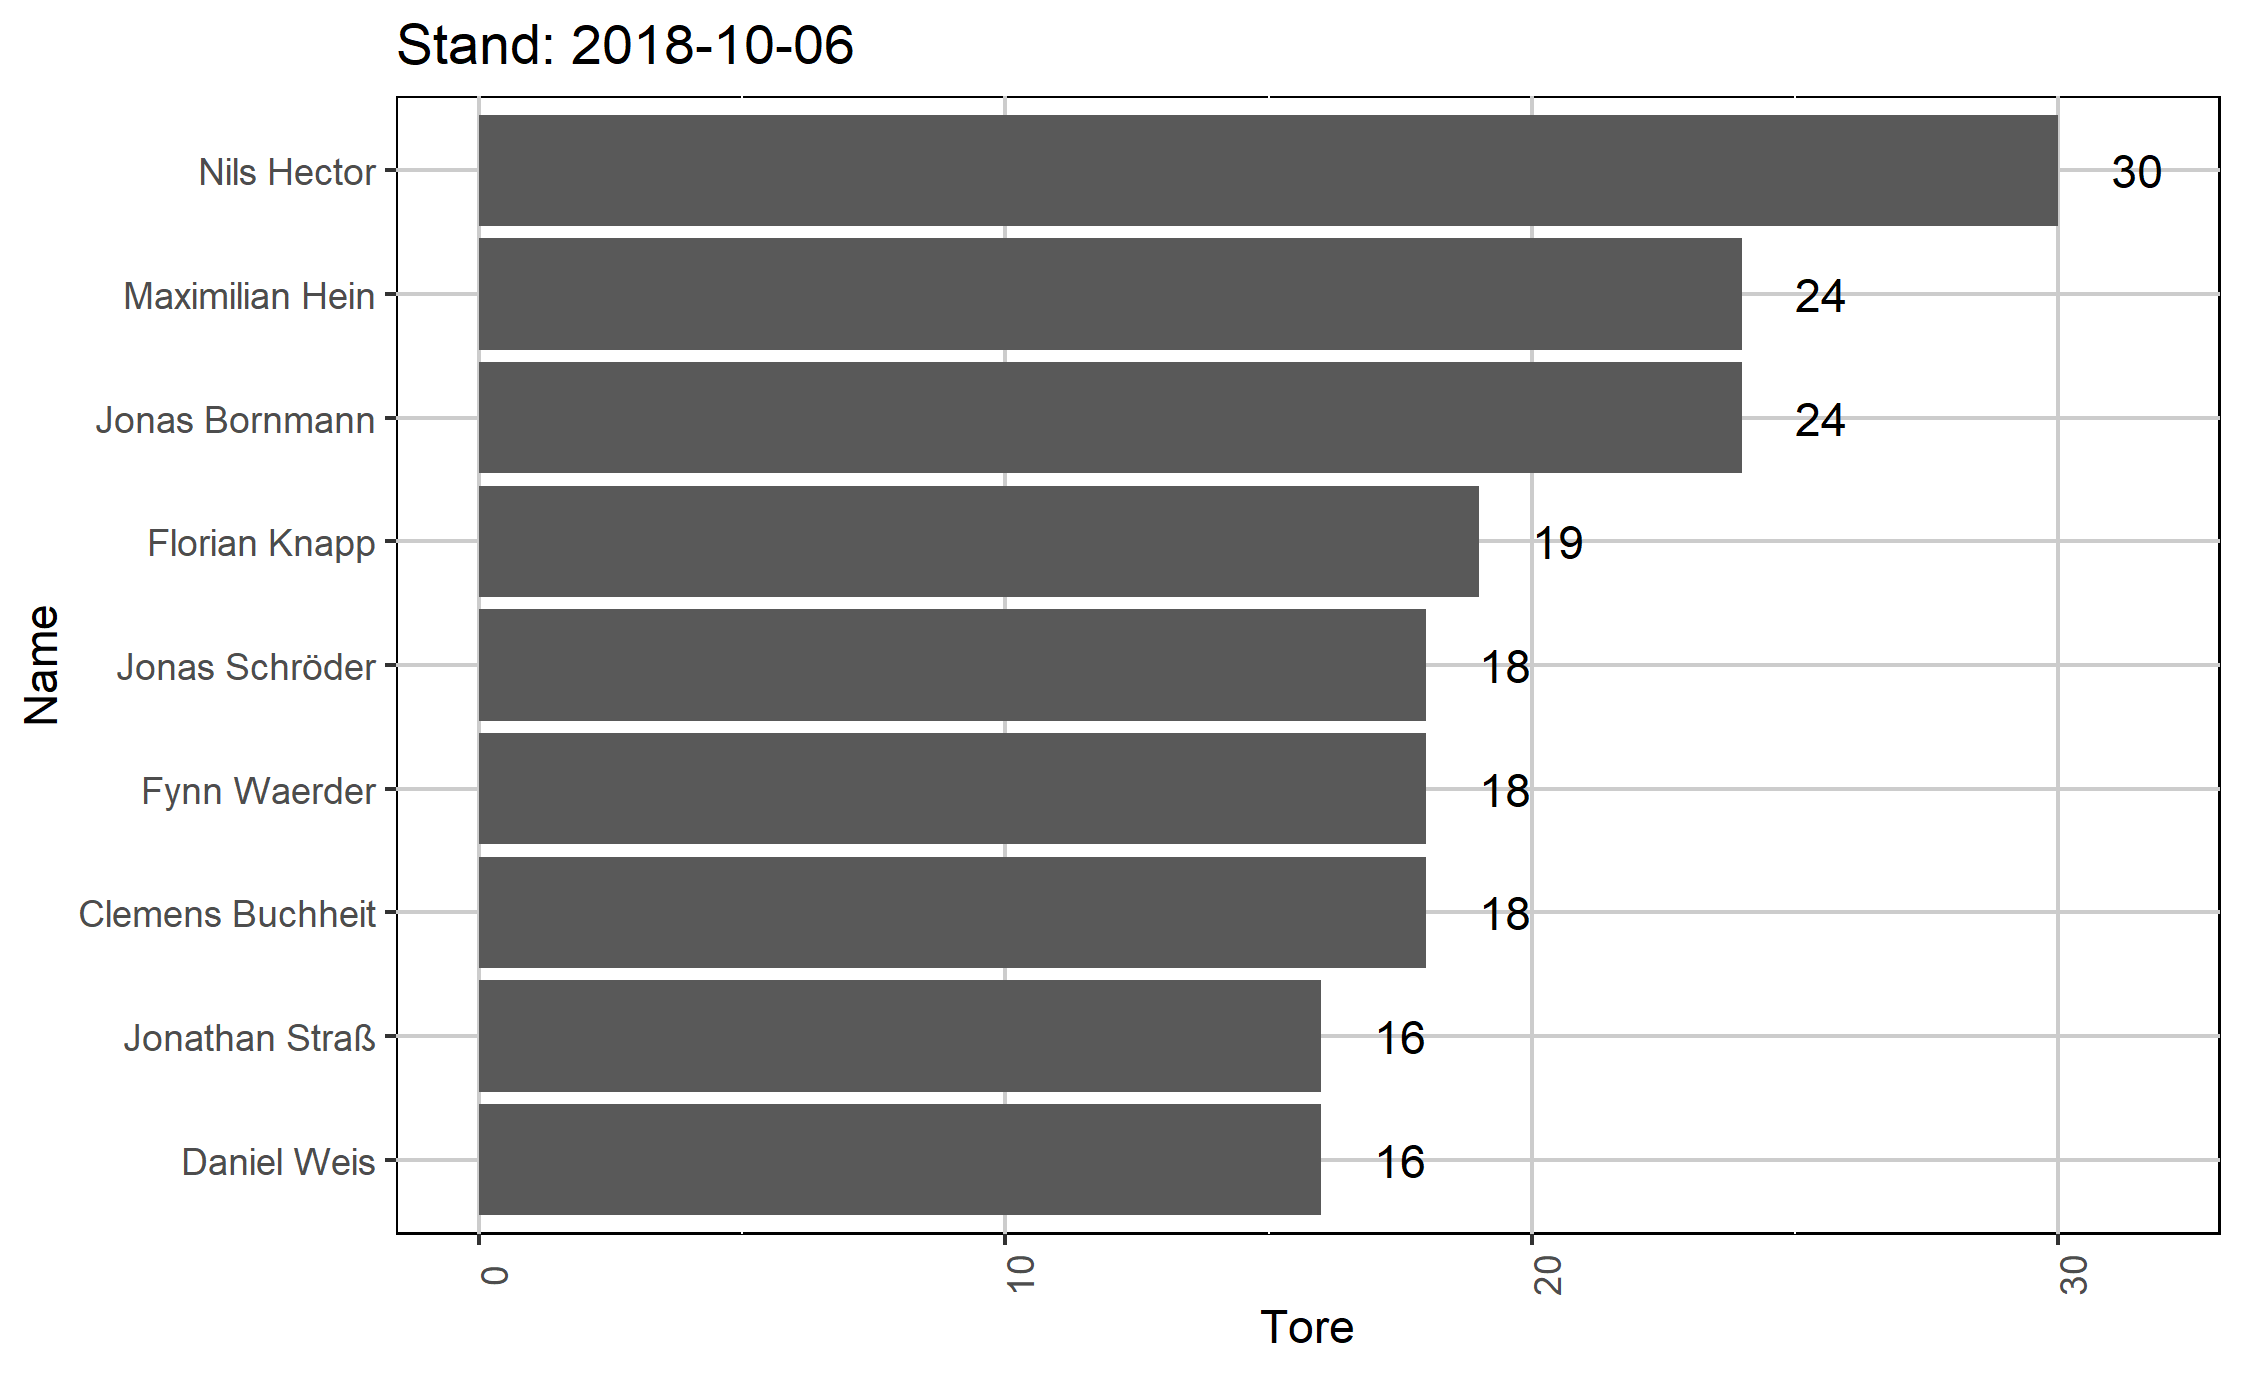 Stand: 2018-10-06
Nils Hector 30
Maximilian Hein 24
Jonas Bornmann 24
Florian Knapp 19
Jonas Schröder 18
Fynn Waerder 18
Clemens Buchheit 18
Jonathan Straß 16
Daniel Weis 16
Name
0 10 20 30
Tore